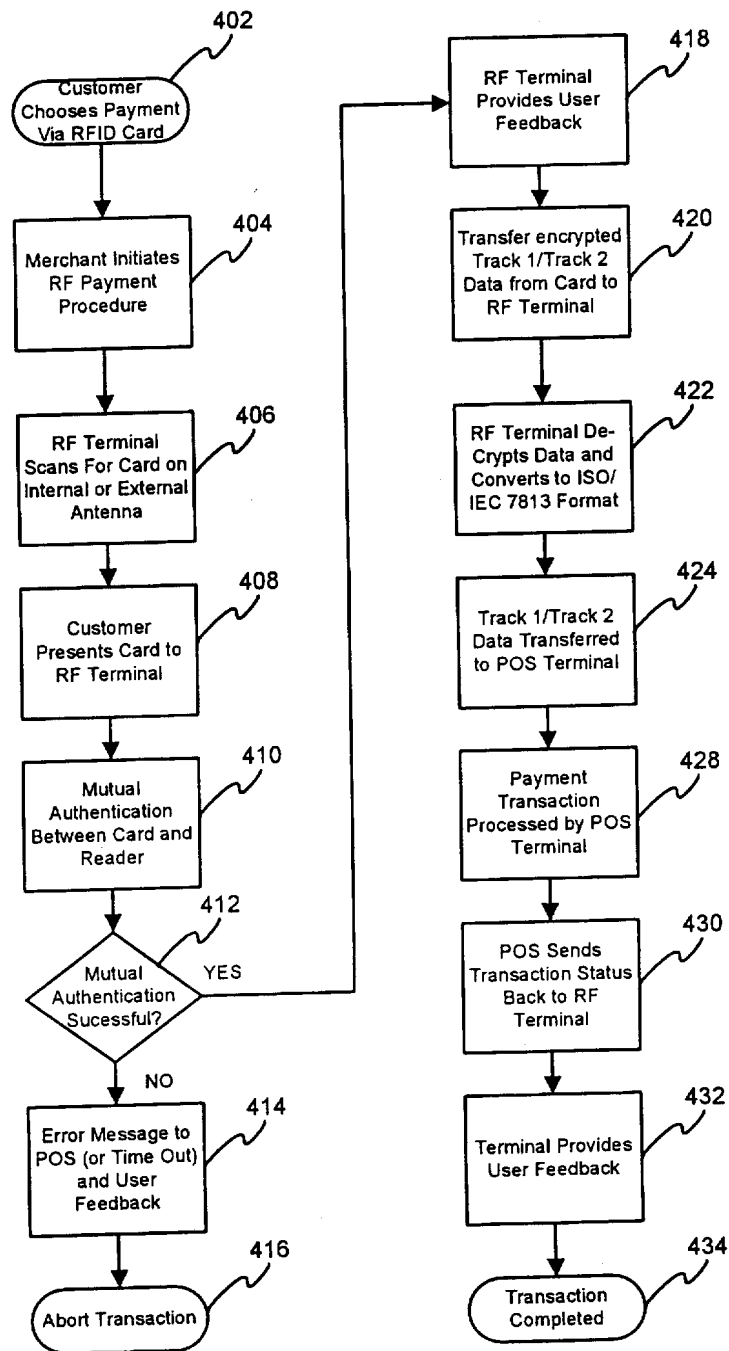 402
Customer
Chooses Payment
Via RFID Card
404
Merchant Initiates
RF Payment
Procedure
406
RF Terminal
Scans For Card on
Internal or External
Antenna
408
Customer
Presents Card to
RF Terminal
410
Mutual
Authentication
Between Card and
Reader
412
Mutual
Authentication
Sucessful?
YES
NO
414
Error Message to
POS (or Time Out)
and User
Feedback
416
Abort Transaction
418
RF Terminal
Provides User
Feedback
420
Transfer encrypted
Track 1/Track 2
Data from Card to
RF Terminal
422
RF Terminal De-
Crypts Data and
Converts to ISO/
IEC 7813 Format
424
Track 1/Track 2
Data Transferred
to POS Terminal
428
Payment
Transaction
Processed by POS
Terminal
430
POS Sends
Transaction Status
Back to RF
Terminal
432
Terminal Provides
User Feedback
434
Transaction
Completed